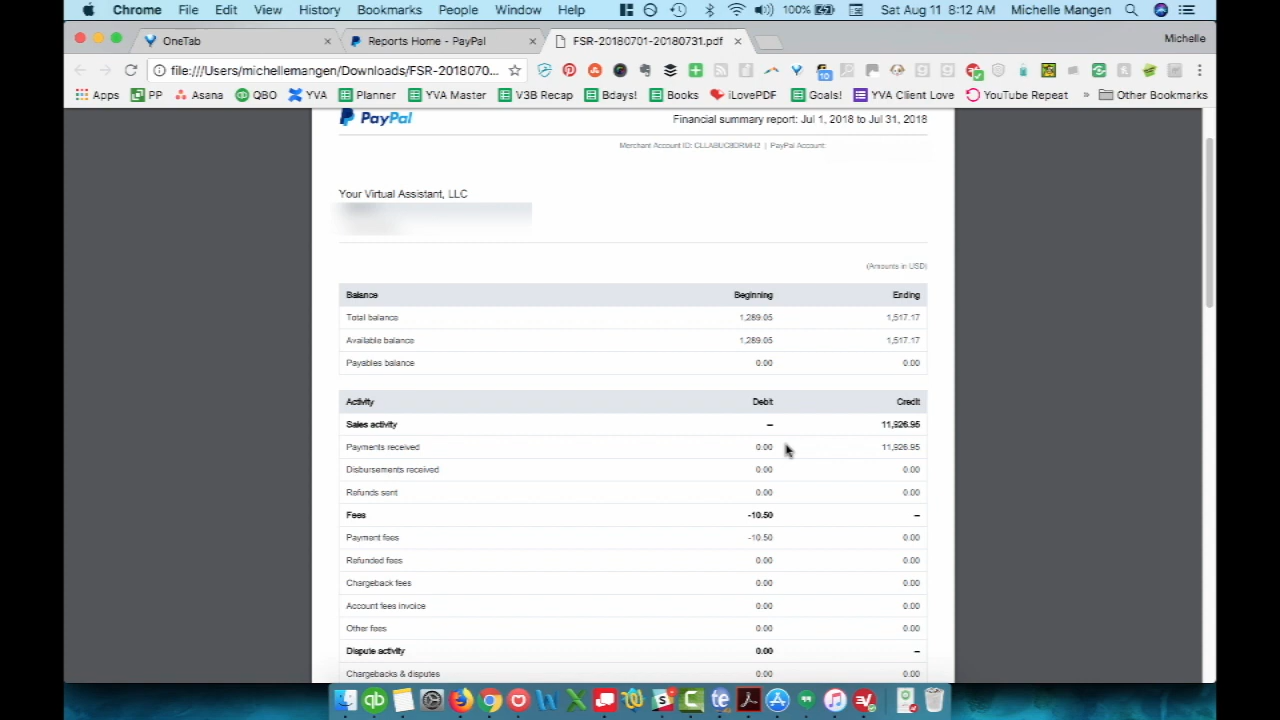 Chrome File Edit View History Bookmarks People Window Help 100% Sat Aug 11 8:12 AM Michelle Mangen
OneTab Reports Home - PayPal FSR-20180701-20180731.pdf Michelle
file:///Users/michellemangen/Downloads/FSR-2018070... 10
Apps PP Asana QBO YVA Planner YVA Master V3B Recap Bdays! Books iLovePDF Goals! YVA Client Love YouTube Repeat » Other Bookmarks
PayPal Financial summary report: Jul 1, 2018 to Jul 31, 2018
Merchant Account ID: | PayPal Account:
Your Virtual Assistant, LLC
(Amounts in USD)
Balance Beginning Ending
Total balance 1,289.05 1,517.17
Available balance 1,289.05 1,517.17
Payables balance 0.00 0.00
Activity Debit Credit
Sales activity – 11,926.95
Payments received 0.00 11,926.95
Disbursements received 0.00 0.00
Refunds sent 0.00 0.00
Fees -10.50 –
Payment fees -10.50 0.00
Refunded fees 0.00 0.00
Chargeback fees 0.00 0.00
Account fees invoice 0.00 0.00
Other fees 0.00 0.00
Dispute activity 0.00 –
Chargebacks & disputes 0.00 0.00